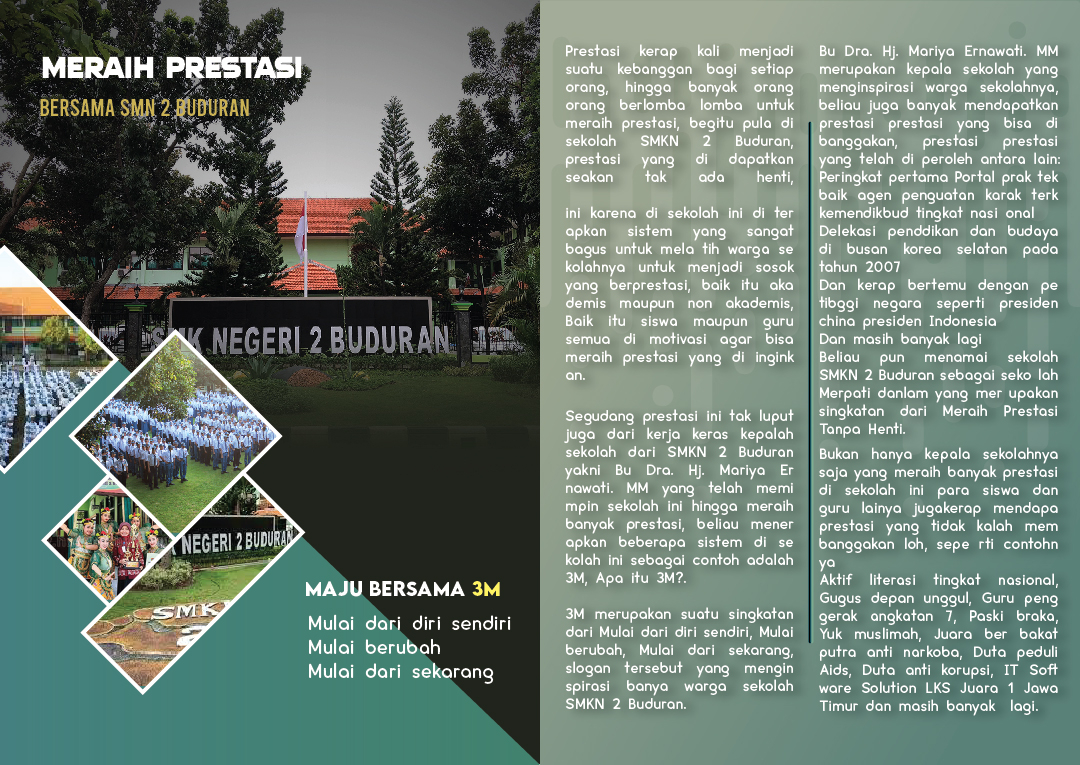 MERAIH PRESTASI
BERSAMA SMN 2 BUDURAN
SMK NEGERI 2 BUDURAN
K NEGERI 2 BUDURAN
SMK
MAJU BERSAMA 3M
Mulai dari diri sendiri
Mulai berubah
Mulai dari sekarang
Prestasi kerap kali menjadi
suatu kebanggan bagi setiap
orang, hingga banyak orang
orang berlomba lomba untuk
meraih prestasi, begitu pula di
sekolah SMKN 2 Buduran,
prestasi yang di dapatkan
seakan tak ada henti,
ini karena di sekolah ini di ter
apkan sistem yang sangat
bagus untuk mela tih warga se
kolahnya untuk menjadi sosok
yang berprestasi, baik itu aka
demis maupun non akademis,
Baik itu siswa maupun guru
semua di motivasi agar bisa
meraih prestasi yang di ingink
an.
Segudang prestasi ini tak luput
juga dari kerja keras kepalah
sekolah dari SMKN 2 Buduran
yakni Bu Dra. Hj. Mariya Er
nawati. MM yang telah memi
mpin sekolah ini hingga meraih
banyak prestasi, beliau mener
apkan beberapa sistem di se
kolah ini sebagai contoh adalah
3M, Apa itu 3M?.
3M merupakan suatu singkatan
dari Mulai dari diri sendiri, Mulai
berubah, Mulai dari sekarang,
slogan tersebut yang mengin
spirasi banya warga sekolah
SMKN 2 Buduran.
Bu Dra. Hj. Mariya Ernawati. MM
merupakan kepala sekolah yang
menginspirasi warga sekolahnya,
beliau juga banyak mendapatkan
prestasi prestasi yang bisa di
banggakan, prestasi prestasi
yang telah di peroleh antara lain:
Peringkat pertama Portal prak tek
baik agen penguatan karak terk
kemendikbud tingkat nasi onal
Delekasi penddikan dan budaya
di busan korea selatan pada
tahun 2007
Dan kerap bertemu dengan pe
tibggi negara seperti presiden
china presiden Indonesia
Dan masih banyak lagi
Beliau pun menamai sekolah
SMKN 2 Buduran sebagai seko lah
Merpati danlam yang mer upakan
singkatan dari Meraih Prestasi
Tanpa Henti.
Bukan hanya kepala sekolahnya
saja yang meraih banyak prestasi
di sekolah ini para siswa dan
guru lainya jugakerap mendapa
prestasi yang tidak kalah mem
banggakan loh, sepe rti contohn
ya
Aktif literasi tingkat nasional,
Gugus depan unggul, Guru peng
gerak angkatan 7, Paski braka,
Yuk muslimah, Juara ber bakat
putra anti narkoba, Duta peduli
Aids, Duta anti korupsi, IT Soft
ware Solution LKS Juara 1 Jawa
Timur dan masih banyak lagi.